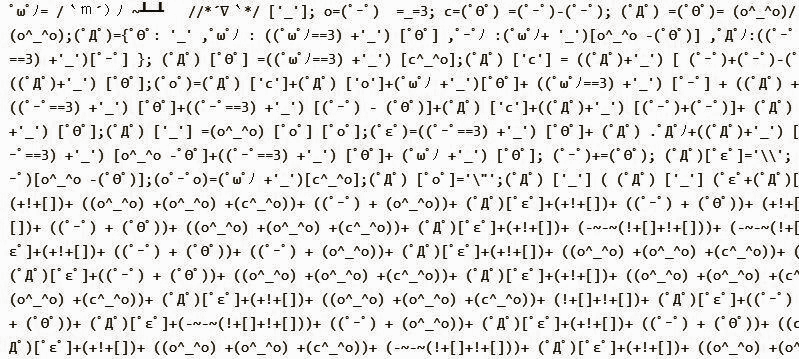 ﾟωﾟﾉ= /｀ｍ´）ﾉ ~┻━┻   //*´∇｀*/ ['_']; o=(ﾟｰﾟ)  =_=3; c=(ﾟΘﾟ) =(ﾟｰﾟ)-(ﾟｰﾟ); (ﾟДﾟ) =(ﾟΘﾟ)= (o^_^o)/
(o^_^o);(ﾟДﾟ)={ﾟΘﾟ: '_' ,ﾟωﾟﾉ : ((ﾟωﾟﾉ==3) +'_') [ﾟΘﾟ] ,ﾟｰﾟﾉ :(ﾟωﾟﾉ+ '_')[o^_^o -(ﾟΘﾟ)] ,ﾟДﾟﾉ:((ﾟｰﾟ
==3) +'_')[ﾟｰﾟ] }; (ﾟДﾟ) [ﾟΘﾟ] =((ﾟωﾟﾉ==3) +'_') [c^_^o];(ﾟДﾟ) ['c'] = ((ﾟДﾟ)+'_') [ (ﾟｰﾟ)+(ﾟｰﾟ)-(ﾟ
((ﾟДﾟ)+'_') [ﾟΘﾟ];(ﾟoﾟ)=(ﾟДﾟ) ['c']+(ﾟДﾟ) ['o']+(ﾟωﾟﾉ +'_')[ﾟΘﾟ]+ ((ﾟωﾟﾉ==3) +'_') [ﾟｰﾟ] + ((ﾟДﾟ) +
((ﾟｰﾟ==3) +'_') [ﾟΘﾟ]+((ﾟｰﾟ==3) +'_') [(ﾟｰﾟ) - (ﾟΘﾟ)]+(ﾟДﾟ) ['c']+((ﾟДﾟ)+'_') [(ﾟｰﾟ)+(ﾟｰﾟ)]+ (ﾟДﾟ)
+'_') [ﾟΘﾟ];(ﾟДﾟ) ['_'] =(o^_^o) [ﾟoﾟ] [ﾟoﾟ];(ﾟεﾟ)=((ﾟｰﾟ==3) +'_') [ﾟΘﾟ]+ (ﾟДﾟ) .ﾟДﾟﾉ+((ﾟДﾟ)+'_') [
ｰﾟ==3) +'_') [o^_^o -ﾟΘﾟ]+((ﾟｰﾟ==3) +'_') [ﾟΘﾟ]+ (ﾟωﾟﾉ +'_') [ﾟΘﾟ]; (ﾟｰﾟ)+=(ﾟΘﾟ); (ﾟДﾟ)[ﾟεﾟ]='\\';
ｰﾟ)[o^_^o -(ﾟΘﾟ)];(oﾟｰﾟo)=(ﾟωﾟﾉ +'_')[c^_^o];(ﾟДﾟ) [ﾟoﾟ]='\"';(ﾟДﾟ) ['_'] ( (ﾟДﾟ) ['_'] (ﾟεﾟ+(ﾟДﾟ)[
(+!+[])+ ((o^_^o) +(o^_^o) +(c^_^o))+ ((ﾟｰﾟ) + (o^_^o))+ (ﾟДﾟ)[ﾟεﾟ]+(+!+[])+ ((ﾟｰﾟ) + (ﾟΘﾟ))+ (+!+
[])+ ((ﾟｰﾟ) + (ﾟΘﾟ))+ ((o^_^o) +(o^_^o) +(c^_^o))+ (ﾟДﾟ)[ﾟεﾟ]+(+!+[])+ (-~-~(!+[]+!+[]))+ (-~-~(!+[
εﾟ]+(+!+[])+ ((ﾟｰﾟ) + (ﾟΘﾟ))+ ((ﾟｰﾟ) + (o^_^o))+ (ﾟДﾟ)[ﾟεﾟ]+(+!+[])+ ((o^_^o) +(o^_^o) +(c^_^o))+ (
(ﾟДﾟ)[ﾟεﾟ]+((ﾟｰﾟ) + (ﾟΘﾟ))+ ((o^_^o) +(o^_^o) +(c^_^o))+ (ﾟДﾟ)[ﾟεﾟ]+(+!+[])+ ((o^_^o) +(o^_^o) +(c^
(o^_^o) +(c^_^o))+ (ﾟДﾟ)[ﾟεﾟ]+(+!+[])+ ((o^_^o) +(o^_^o) +(c^_^o))+ (!+[]+!+[])+ (ﾟДﾟ)[ﾟεﾟ]+((ﾟｰﾟ)
+ (ﾟΘﾟ))+ (ﾟДﾟ)[ﾟεﾟ]+(-~-~(!+[]+!+[]))+ ((ﾟｰﾟ) + (o^_^o))+ (ﾟДﾟ)[ﾟεﾟ]+(+!+[])+ ((ﾟｰﾟ) + (ﾟΘﾟ))+ ((c
Дﾟ)[ﾟεﾟ]+(+!+[])+ ((o^_^o) +(o^_^o) +(c^_^o))+ (-~-~(!+[]+!+[]))+ (ﾟДﾟ)[ﾟεﾟ]+(+!+[])+ ((o^_^o) +(o^